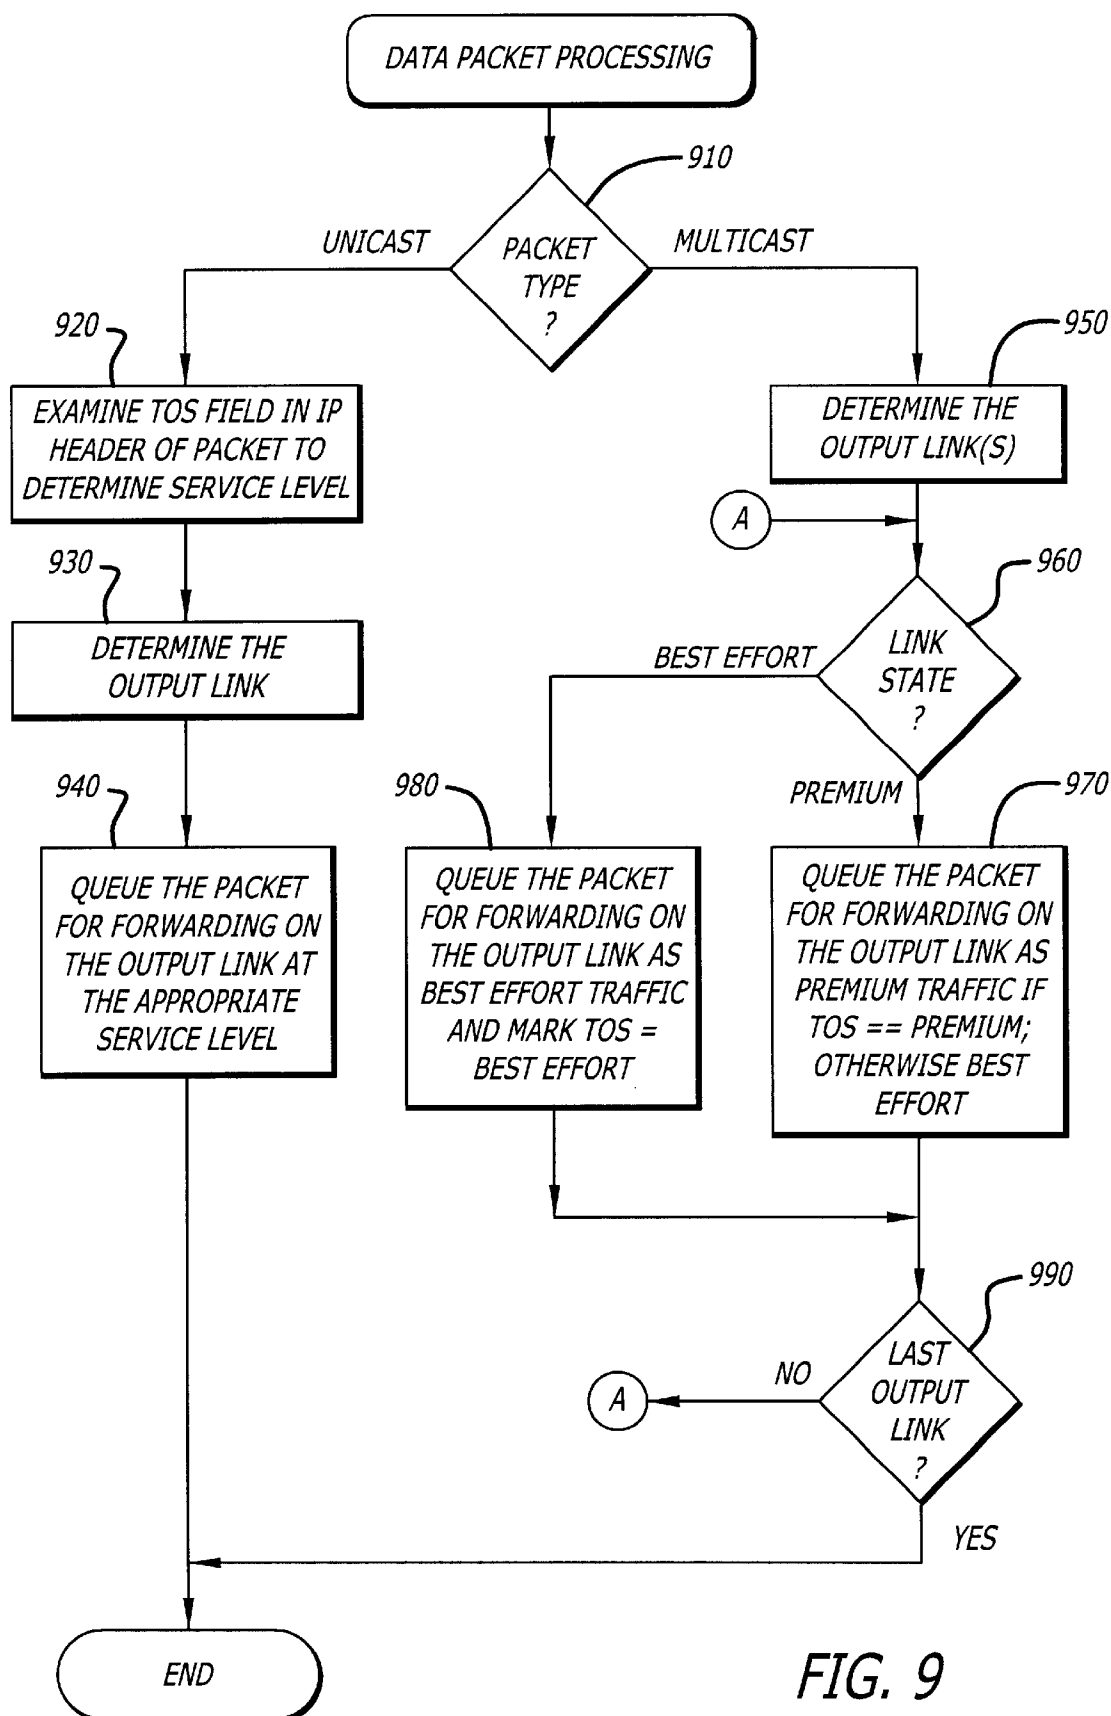 DATA PACKET PROCESSING
910
UNICAST
PACKET
TYPE
?
MULTICAST
920
EXAMINE TOS FIELD IN IP
HEADER OF PACKET TO
DETERMINE SERVICE LEVEL
950
DETERMINE THE
OUTPUT LINK(S)
A
930
DETERMINE THE
OUTPUT LINK
960
BEST EFFORT
LINK
STATE
?
PREMIUM
940
QUEUE THE PACKET
FOR FORWARDING ON
THE OUTPUT LINK AT
THE APPROPRIATE
SERVICE LEVEL
980
QUEUE THE PACKET
FOR FORWARDING ON
THE OUTPUT LINK AS
BEST EFFORT TRAFFIC
AND MARK TOS =
BEST EFFORT
970
QUEUE THE PACKET
FOR FORWARDING ON
THE OUTPUT LINK AS
PREMIUM TRAFFIC IF
TOS == PREMIUM;
OTHERWISE BEST
EFFORT
990
LAST
OUTPUT
LINK
?
NO
A
YES
END
FIG. 9